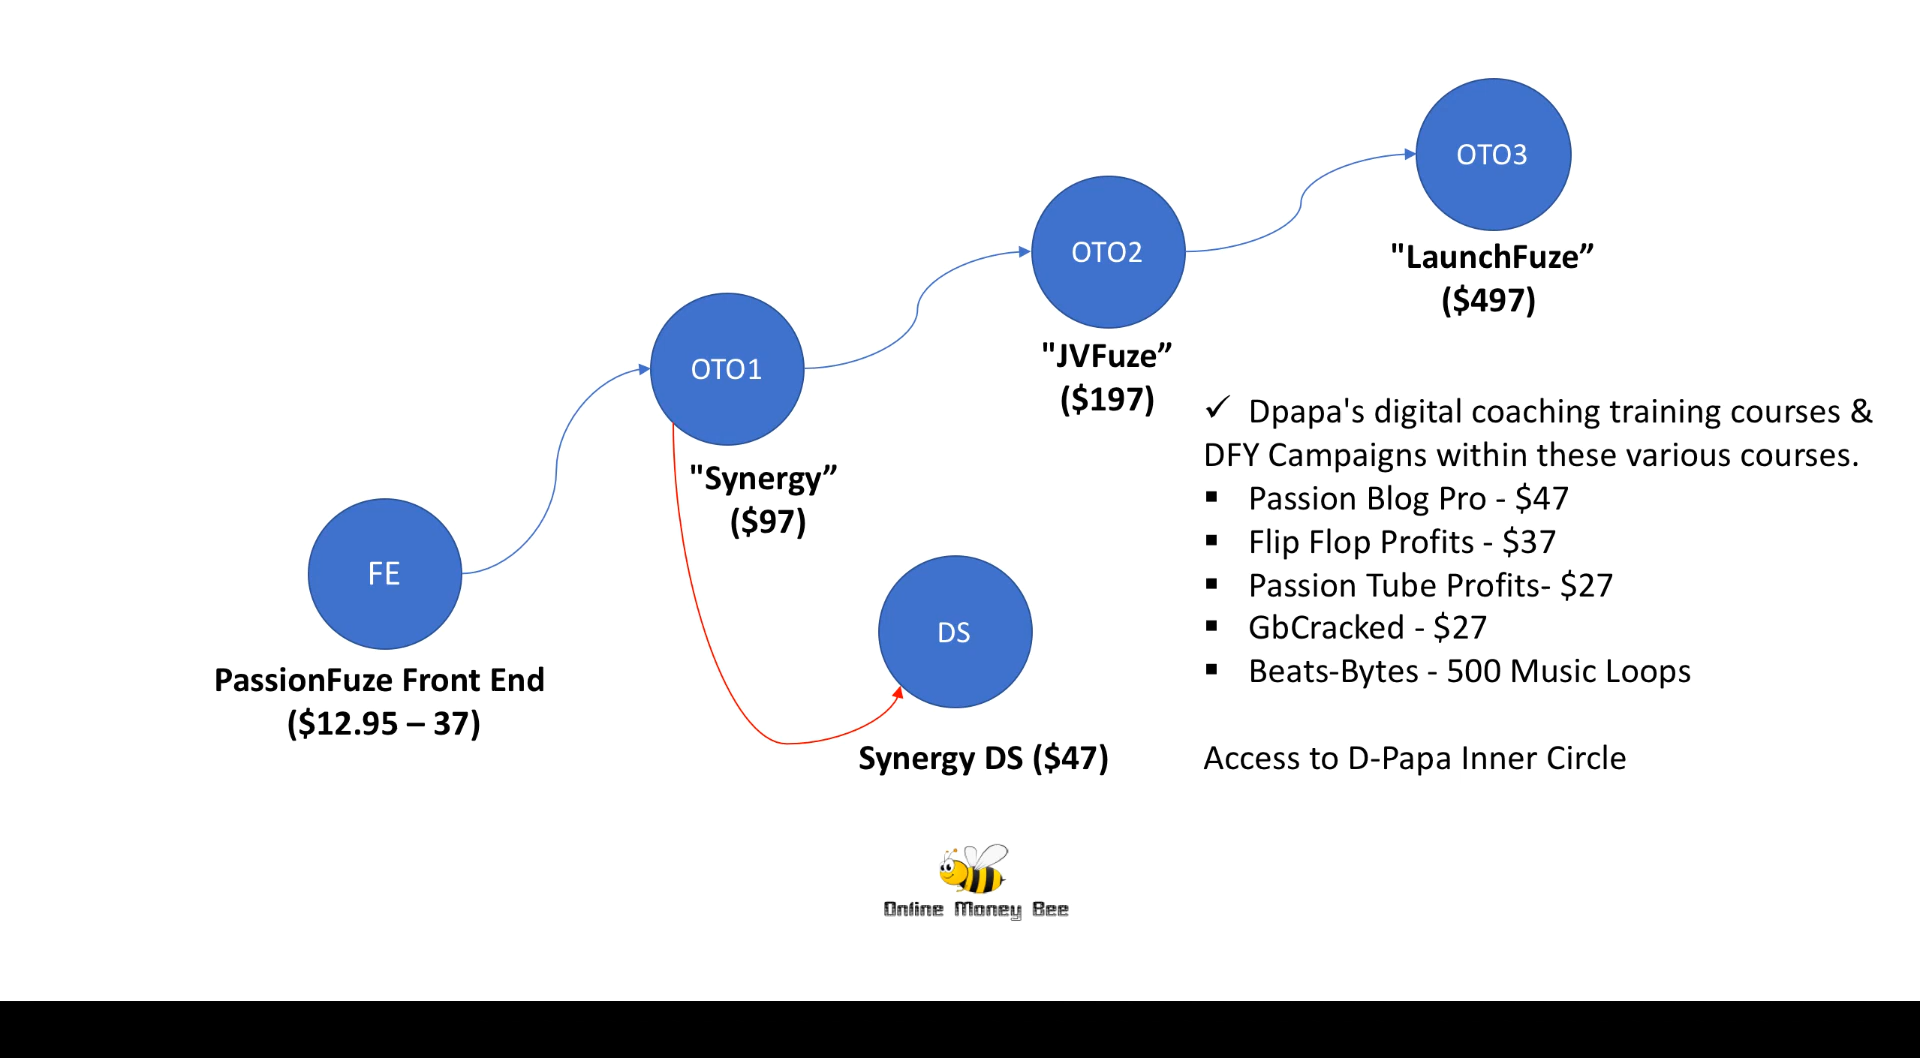 OTO3
"LaunchFuze”
($497)
OTO2
"JVFuze”
($197)
OTO1
"Synergy”
($97)
FE
PassionFuze Front End
($12.95 – 37)
DS
Synergy DS ($47)
✓ Dpapa's digital coaching training courses &
DFY Campaigns within these various courses.
▪ Passion Blog Pro - $47
▪ Flip Flop Profits - $37
▪ Passion Tube Profits- $27
▪ GbCracked - $27
▪ Beats-Bytes - 500 Music Loops
Access to D-Papa Inner Circle
Online Money Bee